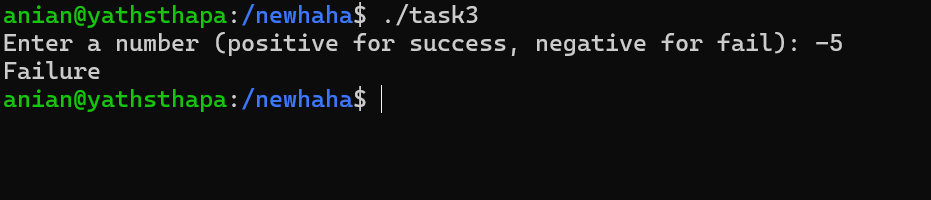 anian@yathsthapa:/newhaha$ ./task3
Enter a number (positive for success, negative for fail): -5
Failure
anian@yathsthapa:/newhaha$